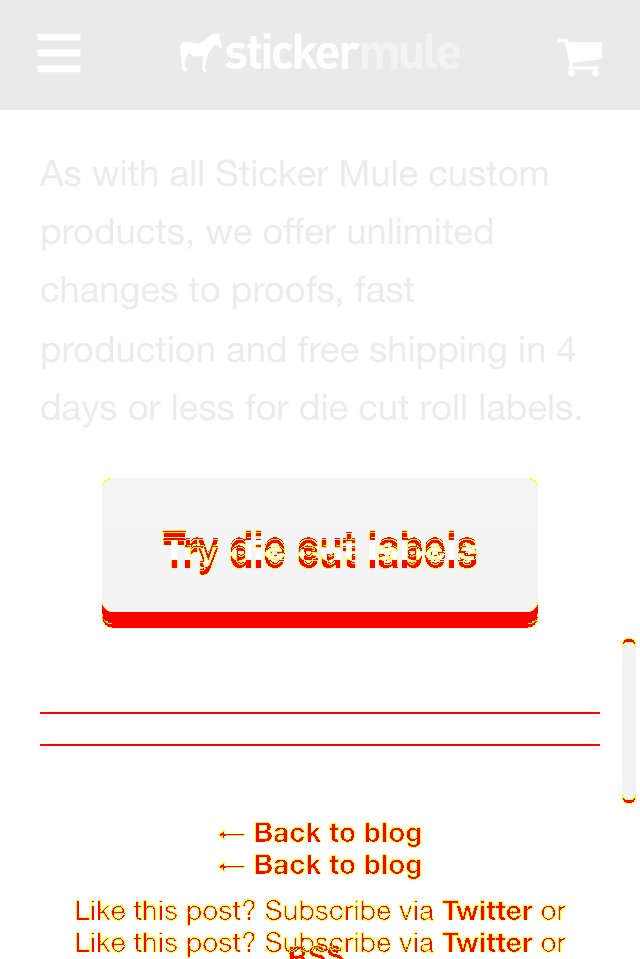 stickermule
As with all Sticker Mule custom
products, we offer unlimited
changes to proofs, fast
production and free shipping in 4
days or less for die cut roll labels.
Try die cut labels
← Back to blog
← Back to blog
Like this post? Subscribe via Twitter or
Like this post? Subscribe via Twitter or
RSS